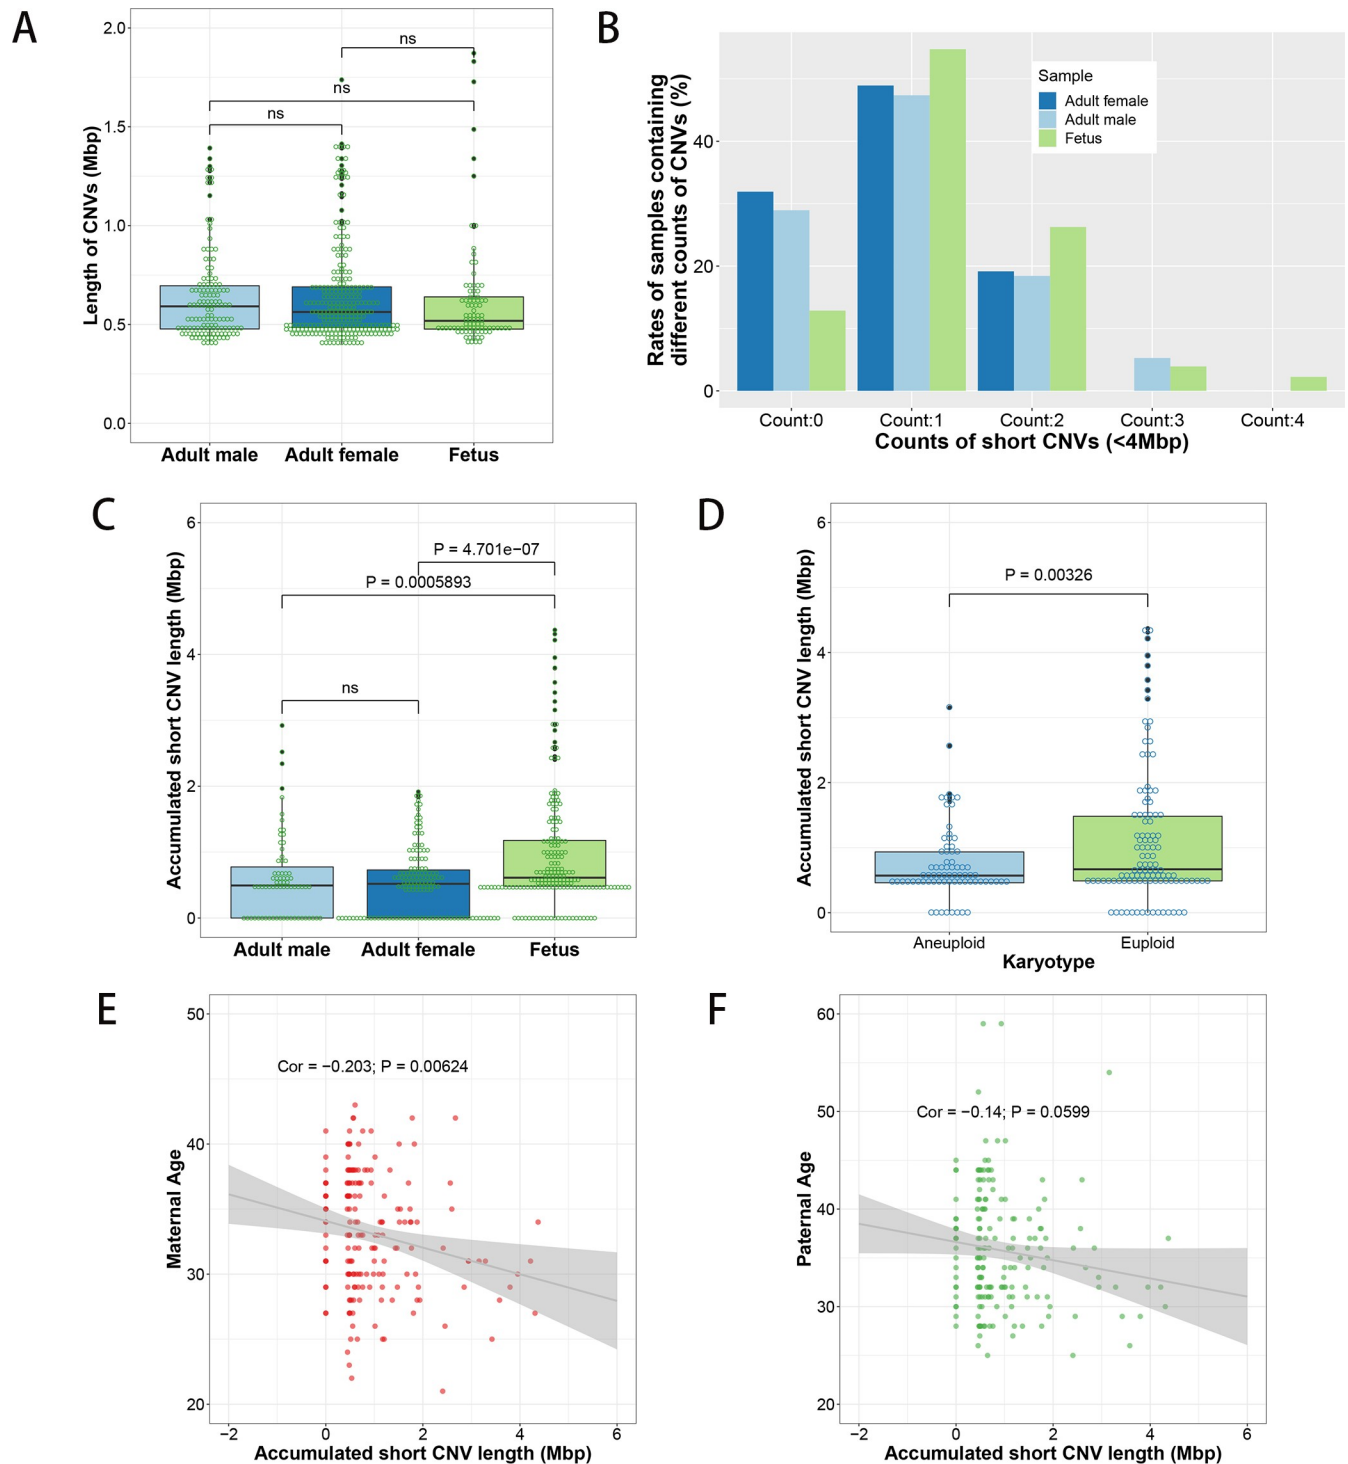 A
2.0
1.5
1.0
0.5
0.0
Length of CNVs (Mbp)
ns
ns
ns
Adult male
Adult female
Fetus
B
Rates of samples containing
different counts of CNVs (%)
40
20
0
Sample
Adult female
Adult male
Fetus
Count:0
Count:1
Count:2
Count:3
Count:4
Counts of short CNVs (<4Mbp)
C
6
4
2
0
Accumulated short CNV length (Mbp)
P = 4.701e−07
P = 0.0005893
ns
Adult male
Adult female
Fetus
D
6
4
2
0
Accumulated short CNV length (Mbp)
P = 0.00326
Aneuploid
Euploid
Karyotype
E
50
40
30
20
Maternal Age
Cor = −0.203; P = 0.00624
−2
0
2
4
6
Accumulated short CNV length (Mbp)
F
60
50
40
30
20
Paternal Age
Cor = −0.14; P = 0.0599
−2
0
2
4
6
Accumulated short CNV length (Mbp)